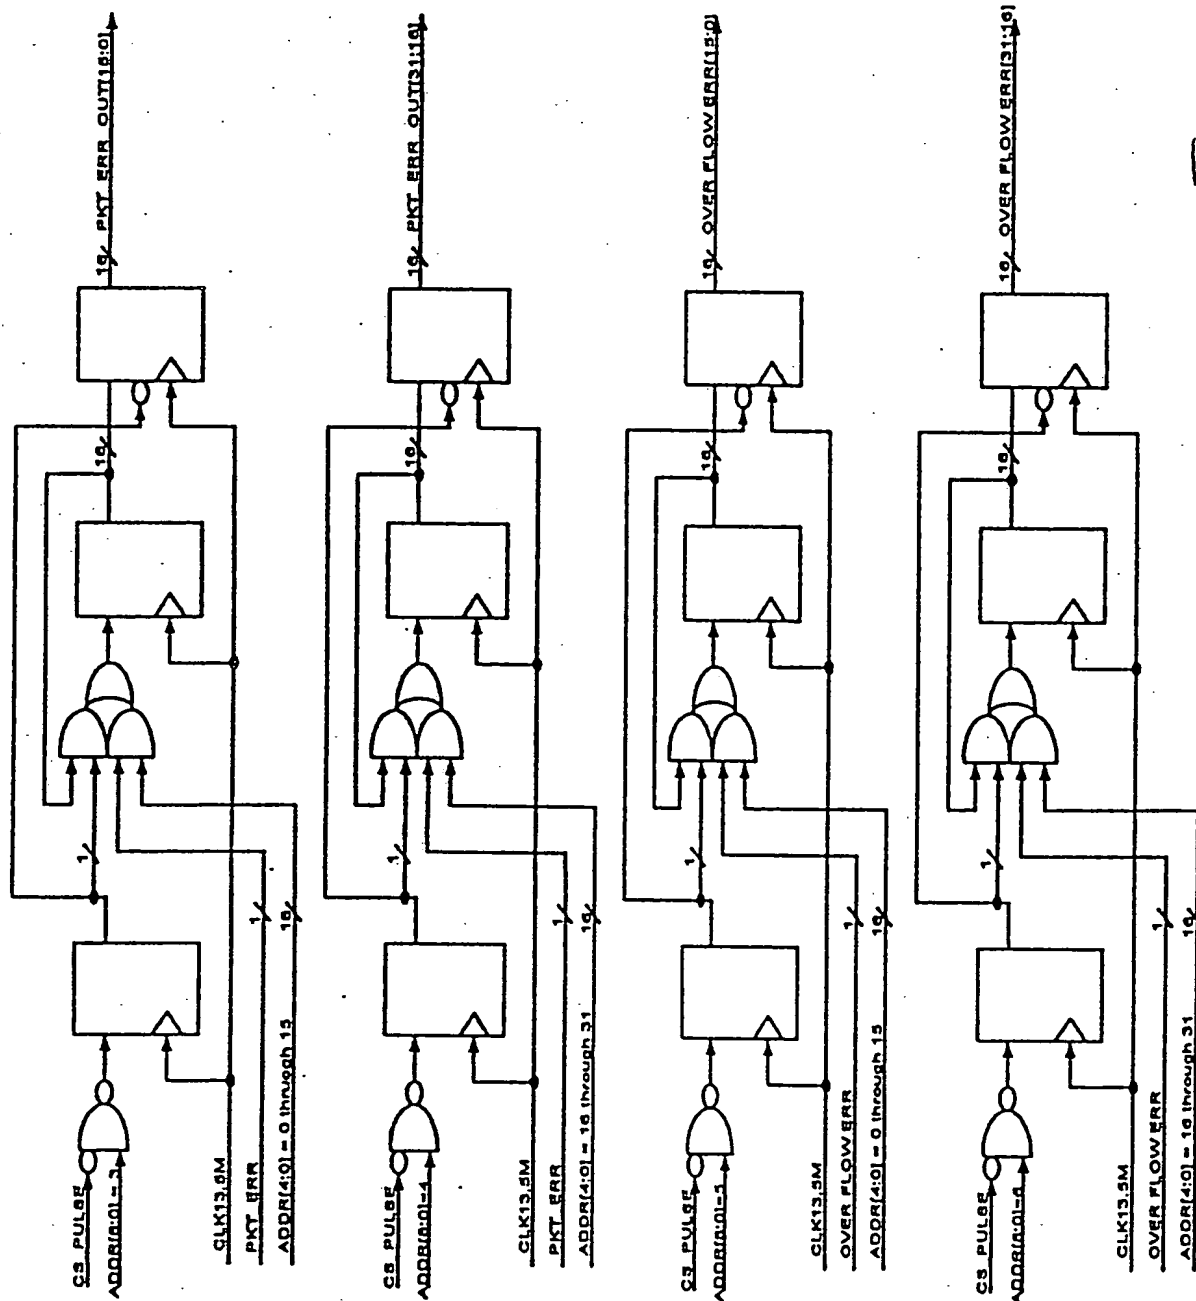 PKT ERR OUT[15:0]
16
16
1
1
16
CS PULSE
CLK13.5M
PKT ERR
ADDR[4:0] = 0 through 15
PKT ERR OUT[31:16]
16
16
1
1
16
CS PULSE
CLK13.5M
PKT ERR
ADDR[4:0] = 16 through 31
OVER FLOW ERR[15:0]
16
16
1
1
16
CS PULSE
CLK13.5M
OVER FLOW ERR
ADDR[4:0] = 0 through 15
OVER FLOW ERR[31:16]
16
16
1
1
16
CS PULSE
CLK13.5M
OVER FLOW ERR
ADDR[4:0] = 16 through 31